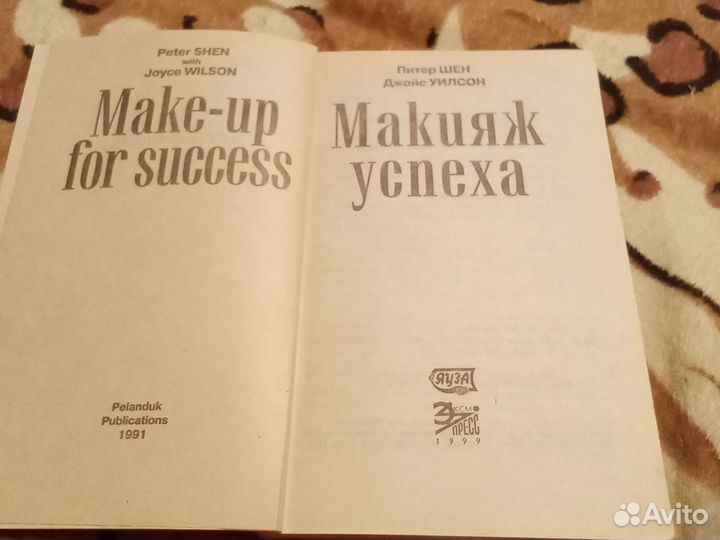 Peter SHEN
with
Joyce WILSON
Make-up
for success
Pelanduk
Publications
1991
Питер ШЕН
Джойс УИЛСОН
Макияж
успеха
ЯУЗА
ЭКСМО
ПРЕСС
1999
Avito